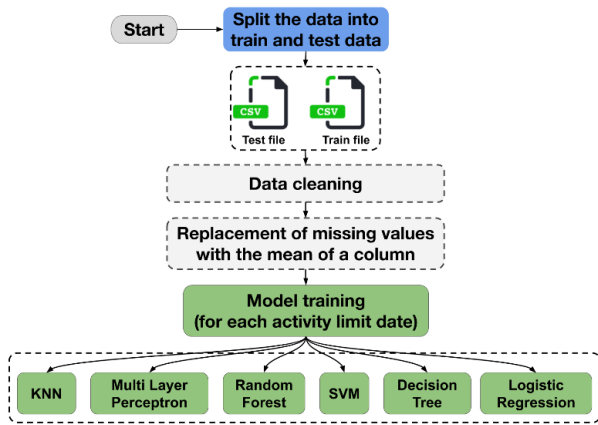 Start
Split the data into
train and test data
CSV
CSV
Test file
Train file
Data cleaning
Replacement of missing values
with the mean of a column
Model training
(for each activity limit date)
KNN
Multi Layer
Perceptron
Random
Forest
SVM
Decision
Tree
Logistic
Regression